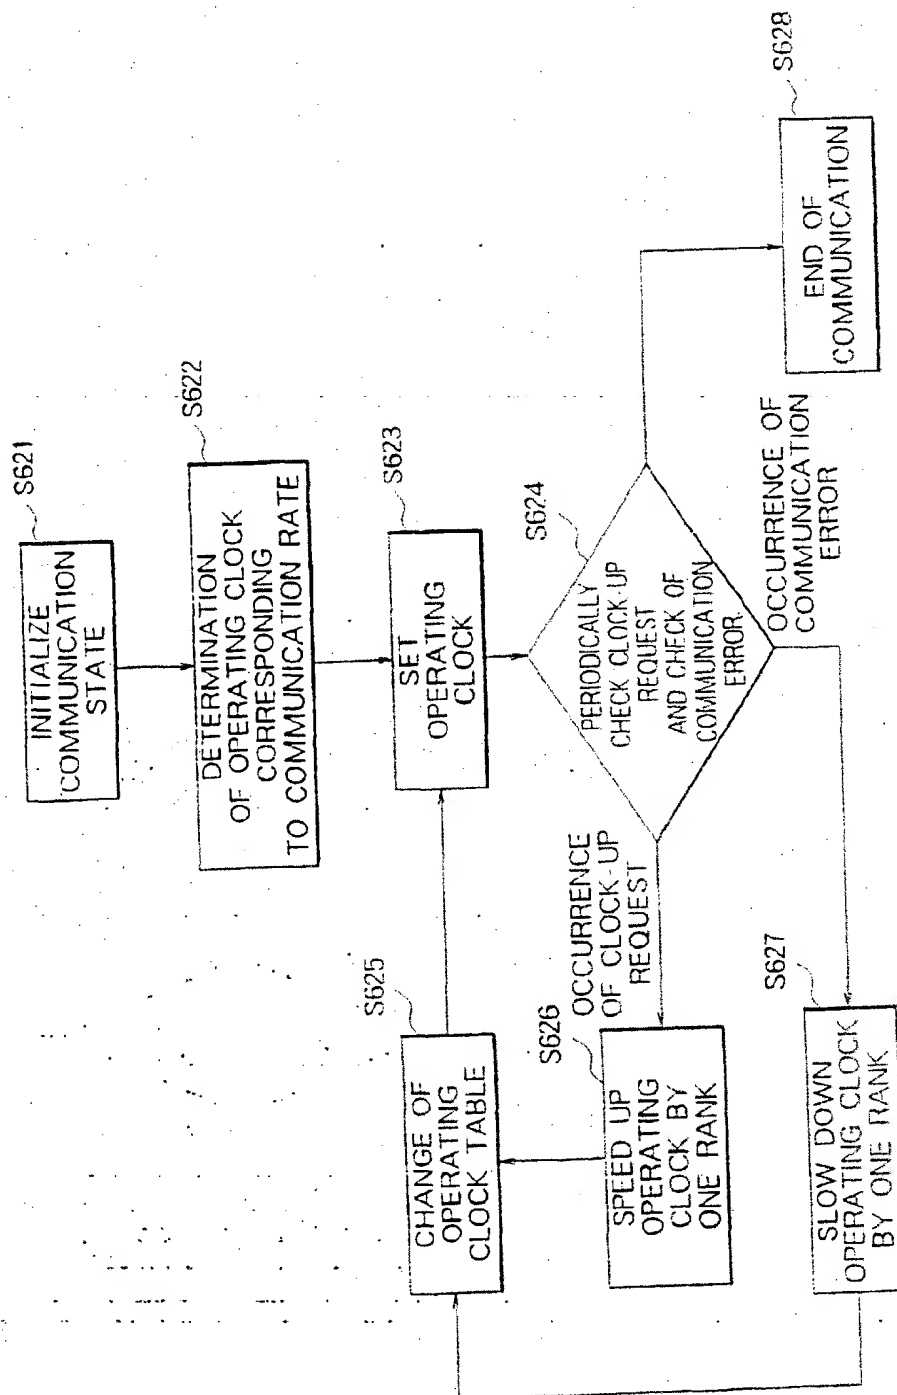 S621
INITIALIZE
COMMUNICATION
STATE
S622
DETERMINATION
OF OPERATING CLOCK
CORRESPONDING
TO COMMUNICATION RATE
S623
SET
OPERATING
CLOCK
S624
PERIODICALLY
CHECK CLOCK-UP
REQUEST
AND CHECK OF
COMMUNICATION
ERROR.
S625
CHANGE OF
OPERATING
CLOCK TABLE
OCCURRENCE
OF CLOCK-UP
REQUEST
S626
SPEED UP
OPERATING
CLOCK BY
ONE RANK
OCCURRENCE OF
COMMUNICATION
ERROR
S627
SLOW DOWN
OPERATING CLOCK
BY ONE RANK
S628
END OF
COMMUNICATION